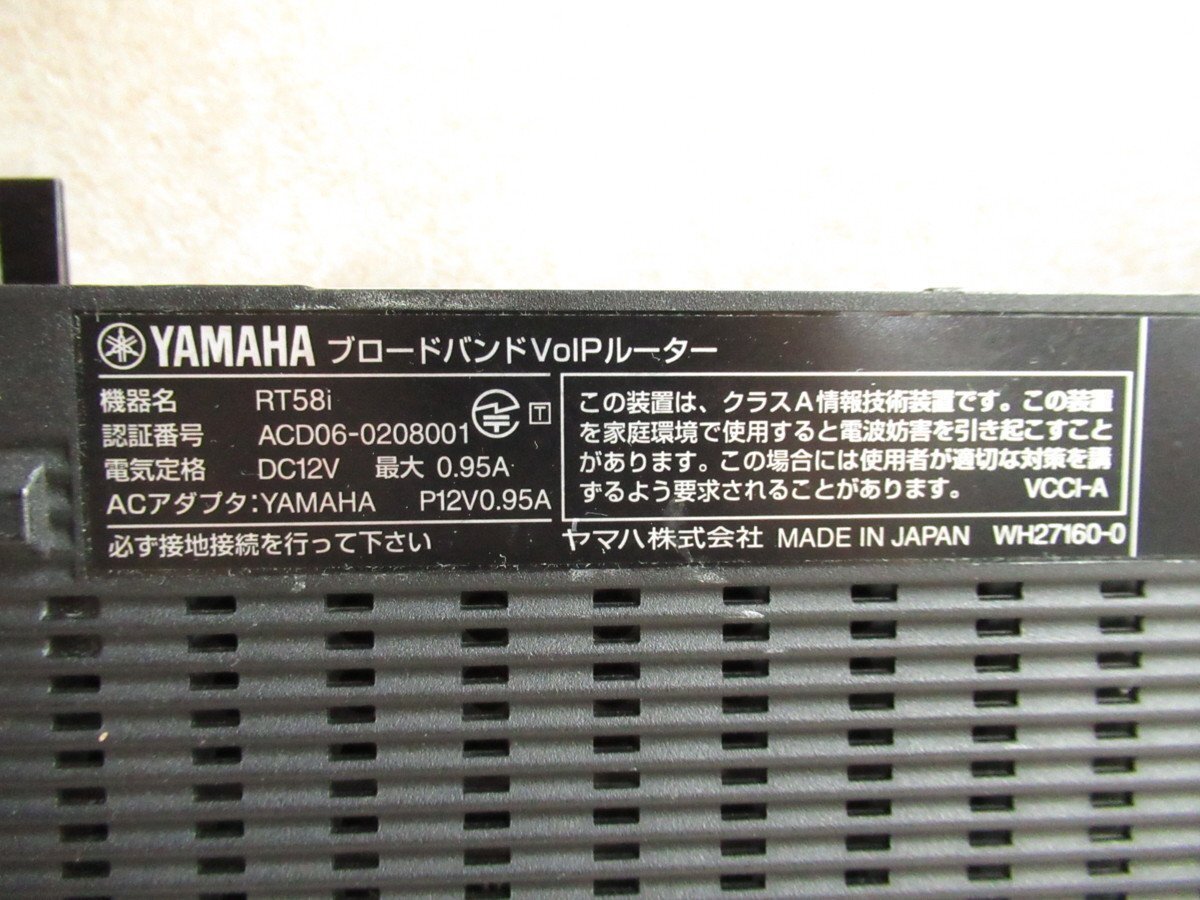 YAMAHA ブロードバンドVoIPルーター
機器名 RT58i
認証番号 ACD06-0208001 T
電気定格 DC12V 最大 0.95A
ACアダプタ:YAMAHA P12V0.95A
必ず接地接続を行って下さい
この装置は、クラスA情報技術装置です。この装置
を家庭環境で使用すると電波妨害を引き起こすこと
があります。この場合には使用者が適切な対策を講
ずるよう要求されることがあります。 VCCI-A
ヤマハ株式会社 MADE IN JAPAN WH27160-0